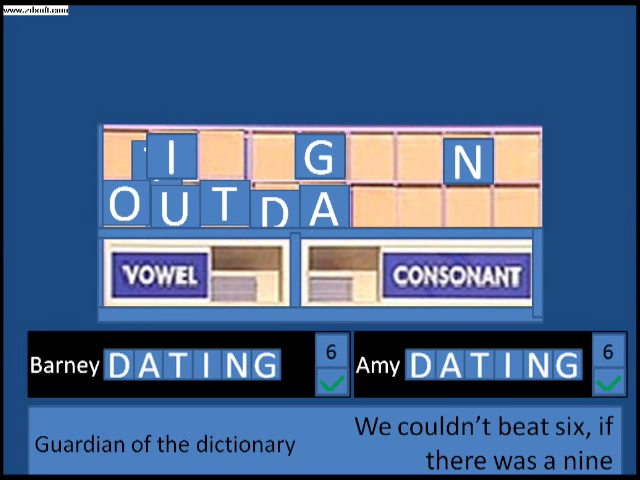 www.zdsoft.com
I G N
O U T D A
VOWEL CONSONANT
Barney DATING 6 Amy DATING 6
Guardian of the dictionary
We couldn't beat six, if
there was a nine